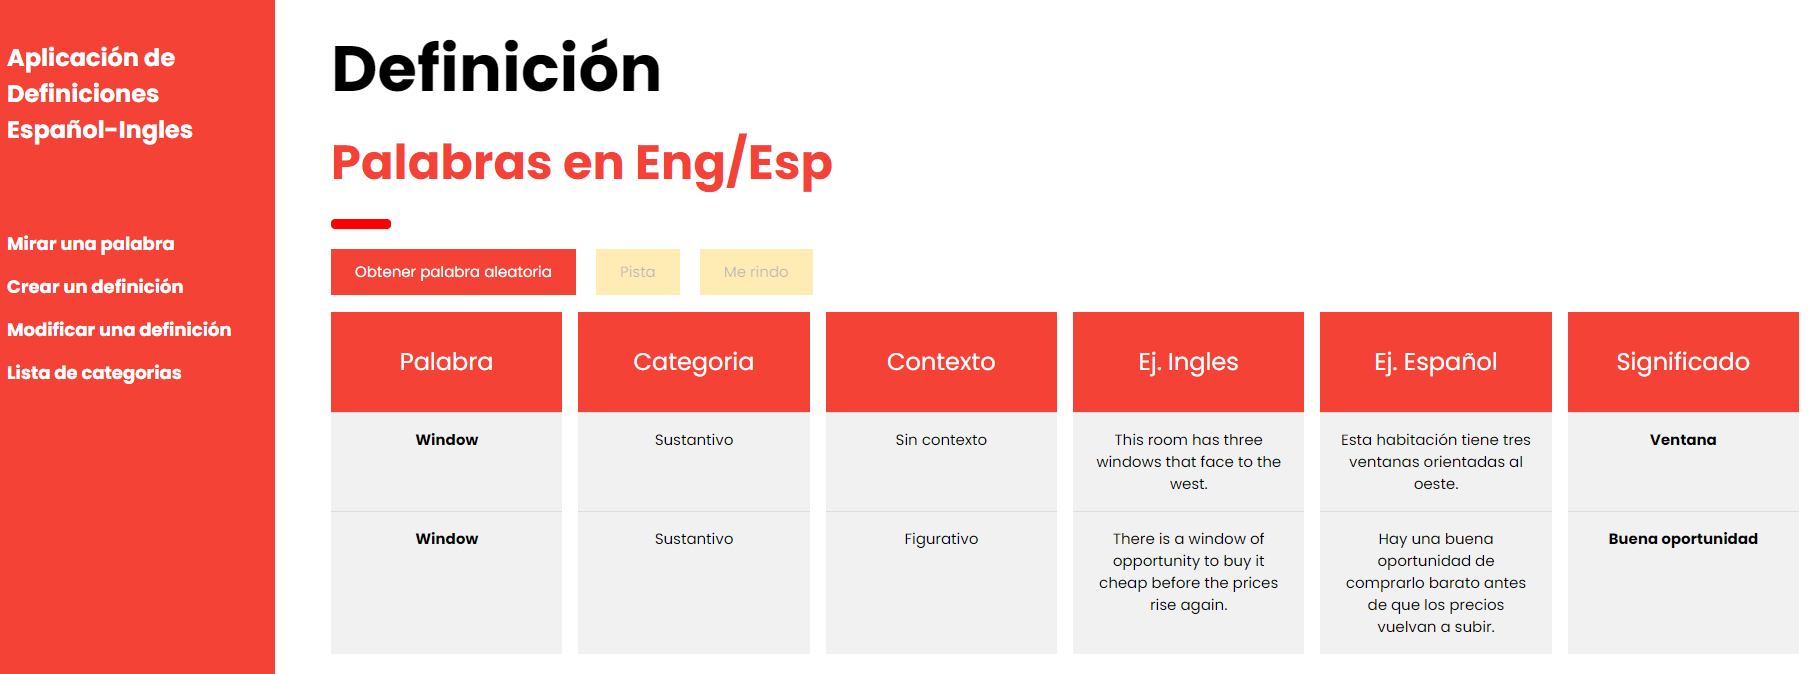 Aplicación de
Definiciones
Español-Ingles
Mirar una palabra
Crear un definición
Modificar una definición
Lista de categorias
Definición
Palabras en Eng/Esp
Obtener palabra aleatoria
Pista
Me rindo
Palabra
Categoria
Contexto
Ej. Ingles
Ej. Español
Significado
Window
Sustantivo
Sin contexto
This room has three
windows that face to the
west.
Esta habitación tiene tres
ventanas orientadas al
oeste.
Ventana
Window
Sustantivo
Figurativo
There is a window of
opportunity to buy it
cheap before the prices
rise again.
Hay una buena
oportunidad de
comprarlo barato antes
de que los precios
vuelvan a subir.
Buena oportunidad